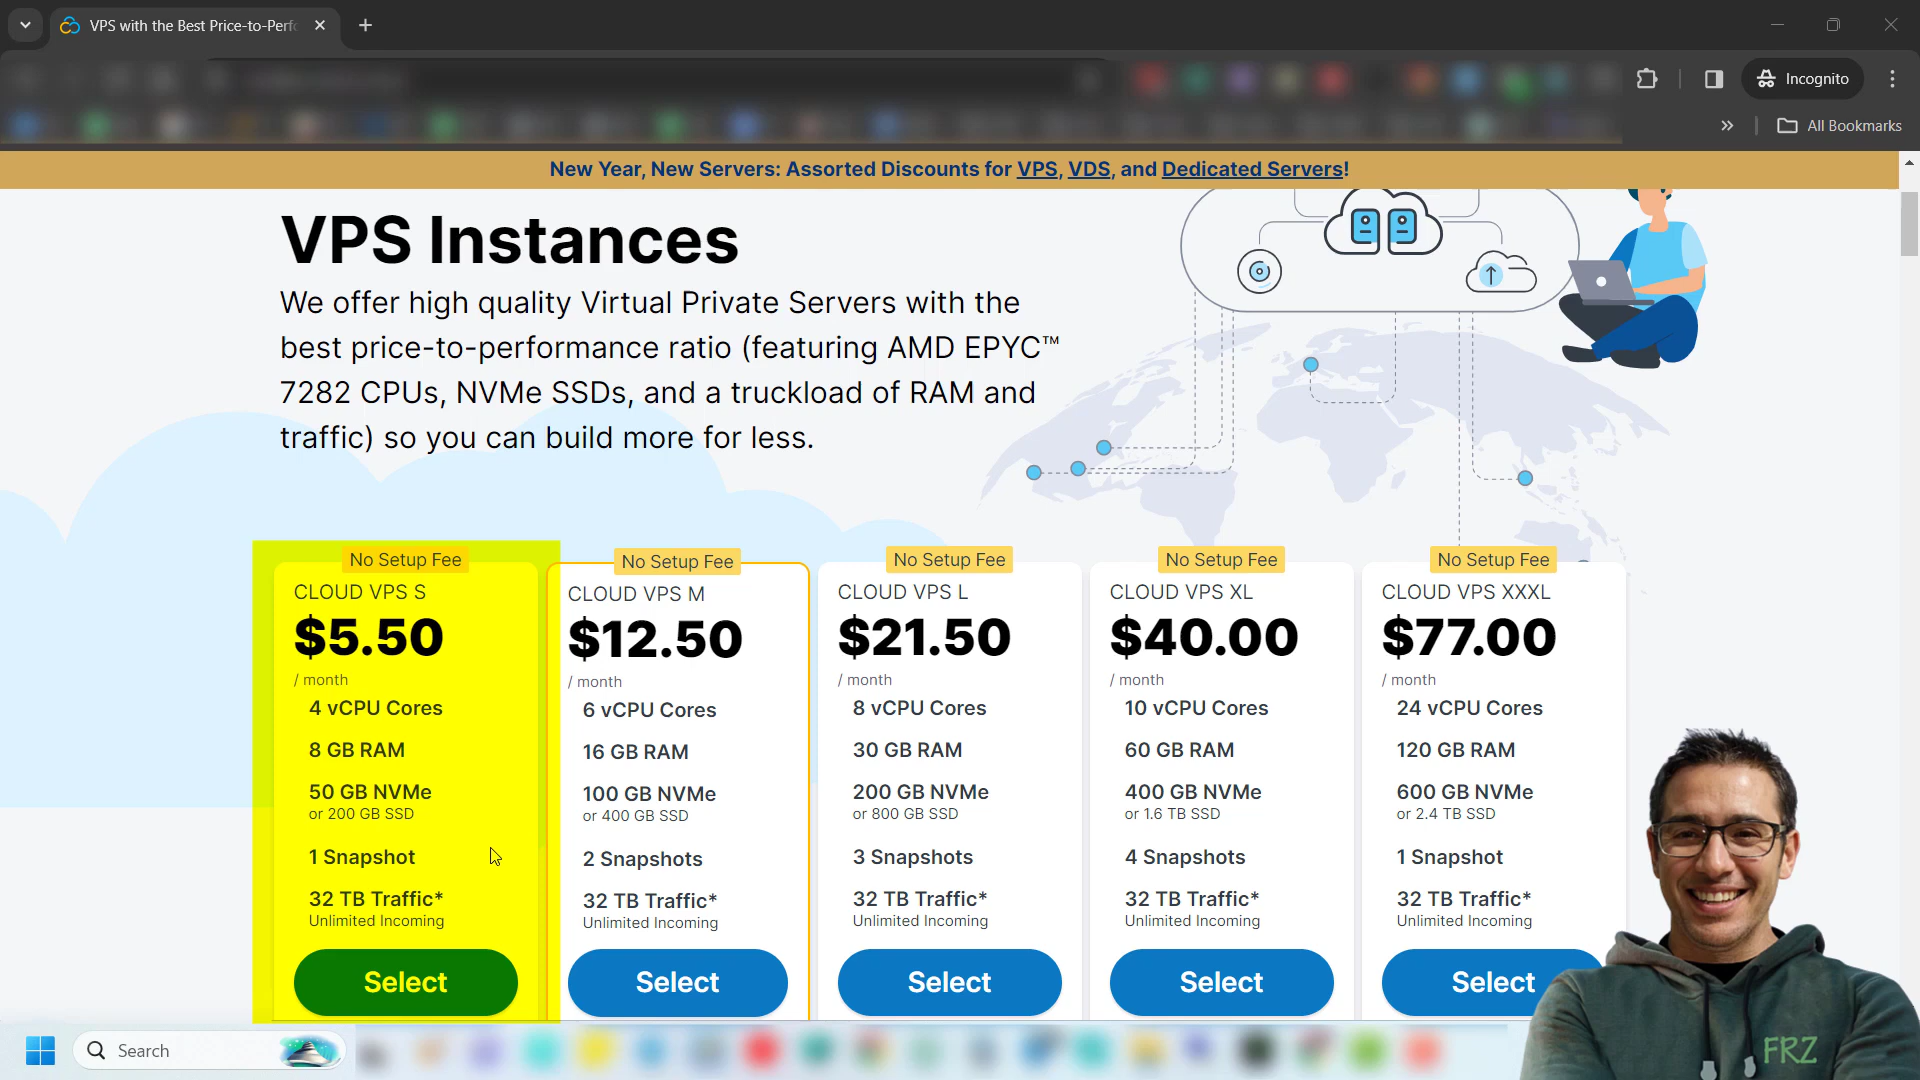 VPS with the Best Price-to-Perfo
Incognito
All Bookmarks
New Year, New Servers: Assorted Discounts for VPS, VDS, and Dedicated Servers!
VPS Instances
We offer high quality Virtual Private Servers with the
best price-to-performance ratio (featuring AMD EPYC™
7282 CPUs, NVMe SSDs, and a truckload of RAM and
traffic) so you can build more for less.
No Setup Fee
CLOUD VPS S
$5.50
/ month
4 vCPU Cores
8 GB RAM
50 GB NVMe
or 200 GB SSD
1 Snapshot
32 TB Traffic*
Unlimited Incoming
Select
No Setup Fee
CLOUD VPS M
$12.50
/ month
6 vCPU Cores
16 GB RAM
100 GB NVMe
or 400 GB SSD
2 Snapshots
32 TB Traffic*
Unlimited Incoming
Select
No Setup Fee
CLOUD VPS L
$21.50
/ month
8 vCPU Cores
30 GB RAM
200 GB NVMe
or 800 GB SSD
3 Snapshots
32 TB Traffic*
Unlimited Incoming
Select
No Setup Fee
CLOUD VPS XL
$40.00
/ month
10 vCPU Cores
60 GB RAM
400 GB NVMe
or 1.6 TB SSD
4 Snapshots
32 TB Traffic*
Unlimited Incoming
Select
No Setup Fee
CLOUD VPS XXXL
$77.00
/ month
24 vCPU Cores
120 GB RAM
600 GB NVMe
or 2.4 TB SSD
1 Snapshot
32 TB Traffic*
Unlimited Incoming
Select
FRZ
Search